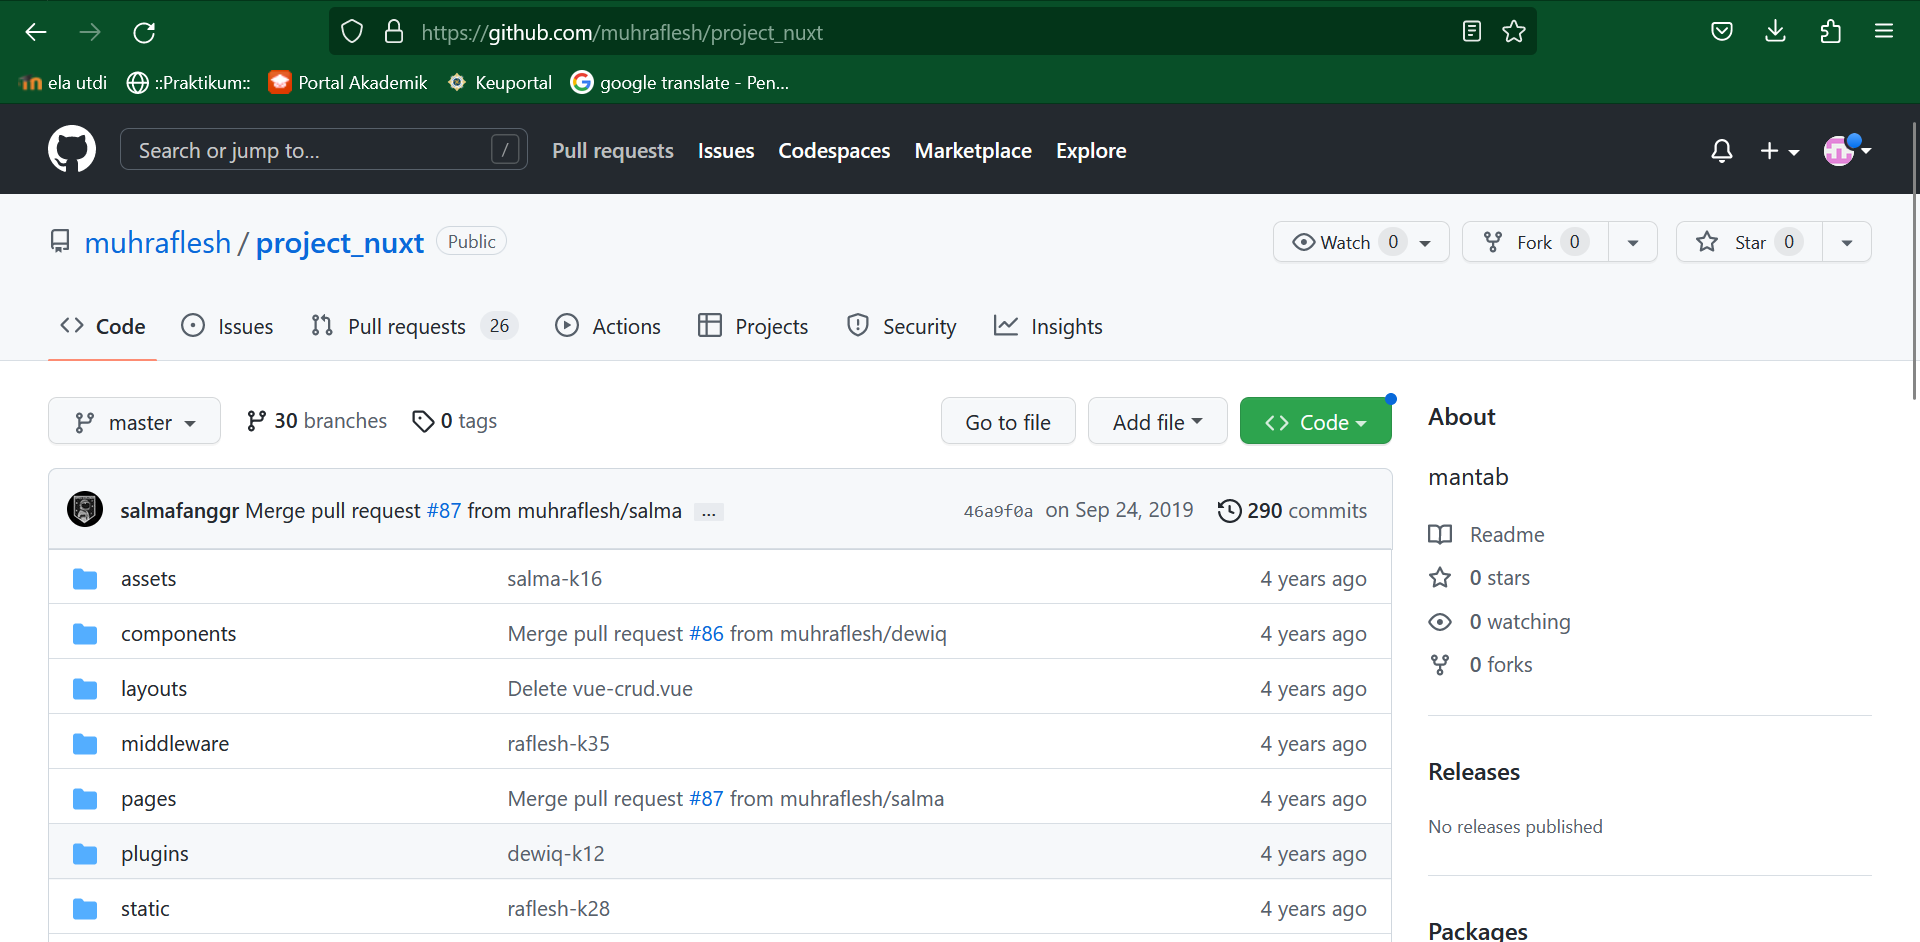 https://github.com/muhraflesh/project_nuxt
ela utdi ::Praktikum:: Portal Akademik Keuportal google translate - Pen...
Search or jump to... / Pull requests Issues Codespaces Marketplace Explore
muhraflesh / project_nuxt Public Watch 0 Fork 0 Star 0
Code Issues Pull requests 26 Actions Projects Security Insights
master 30 branches 0 tags Go to file Add file Code
salmafanggr Merge pull request #87 from muhraflesh/salma ... 46a9f0a on Sep 24, 2019 290 commits
assets salma-k16 4 years ago
components Merge pull request #86 from muhraflesh/dewiq 4 years ago
layouts Delete vue-crud.vue 4 years ago
middleware raflesh-k35 4 years ago
pages Merge pull request #87 from muhraflesh/salma 4 years ago
plugins dewiq-k12 4 years ago
static raflesh-k28 4 years ago
About
mantab
Readme
0 stars
0 watching
0 forks
Releases
No releases published
Packages